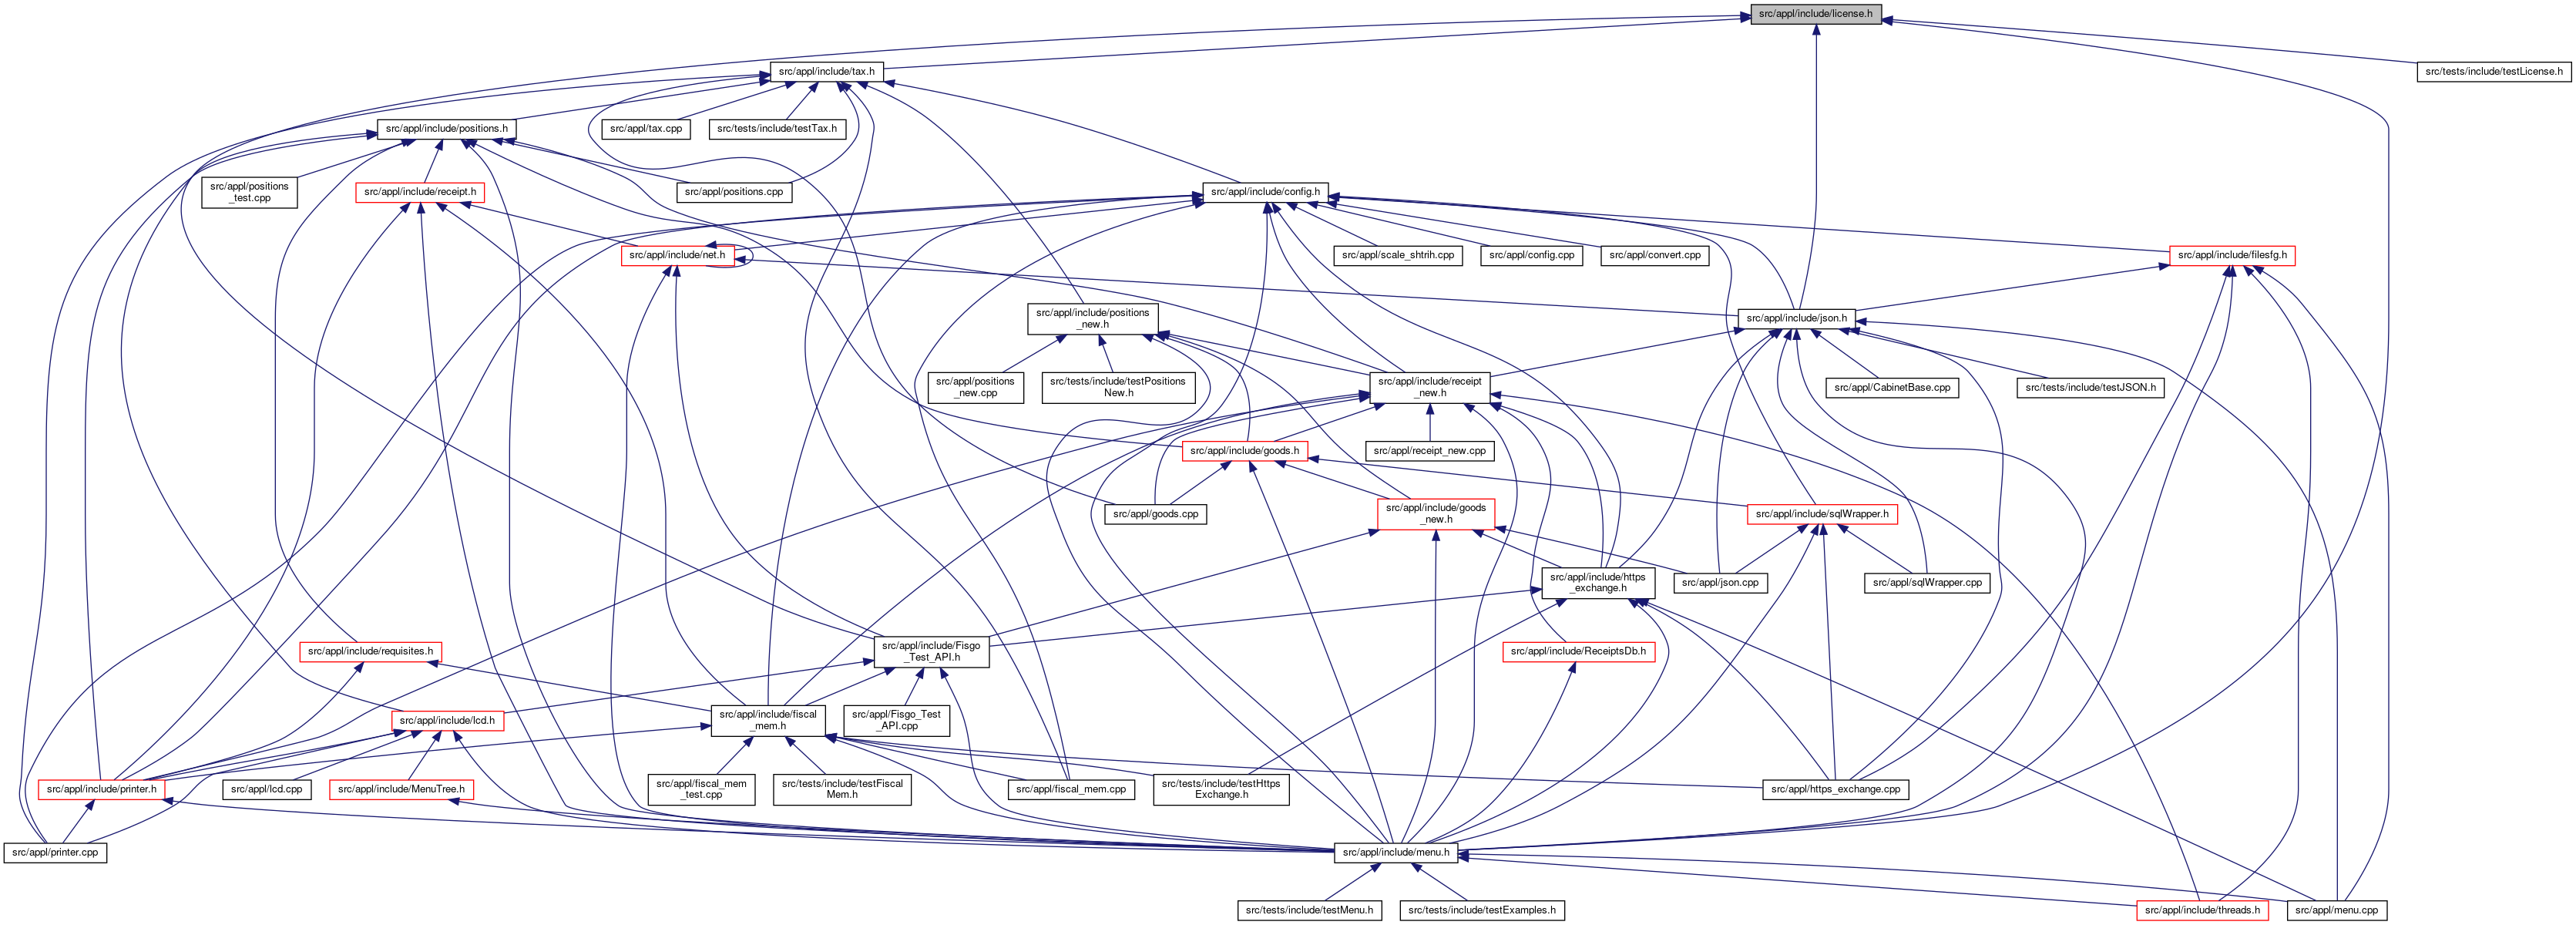 src/appl/include/license.h
src/appl/include/tax.h
src/tests/include/testLicense.h
src/appl/include/positions.h
src/appl/tax.cpp
src/tests/include/testTax.h
src/appl/positions
_test.cpp
src/appl/include/receipt.h
src/appl/positions.cpp
src/appl/include/config.h
src/appl/include/net.h
src/appl/scale_shtrih.cpp
src/appl/config.cpp
src/appl/convert.cpp
src/appl/include/filesfg.h
src/appl/include/positions
_new.h
src/appl/include/json.h
src/appl/positions
_new.cpp
src/tests/include/testPositions
New.h
src/appl/include/receipt
_new.h
src/appl/CabinetBase.cpp
src/tests/include/testJSON.h
src/appl/include/goods.h
src/appl/receipt_new.cpp
src/appl/goods.cpp
src/appl/include/goods
_new.h
src/appl/include/sqlWrapper.h
src/appl/include/https
_exchange.h
src/appl/json.cpp
src/appl/sqlWrapper.cpp
src/appl/include/requisites.h
src/appl/include/Fisgo
_Test_API.h
src/appl/include/ReceiptsDb.h
src/appl/include/lcd.h
src/appl/include/fiscal
_mem.h
src/appl/Fisgo_Test
_API.cpp
src/appl/include/printer.h
src/appl/lcd.cpp
src/appl/include/MenuTree.h
src/appl/fiscal_mem
_test.cpp
src/tests/include/testFiscal
Mem.h
src/appl/fiscal_mem.cpp
src/tests/include/testHttps
Exchange.h
src/appl/https_exchange.cpp
src/appl/printer.cpp
src/appl/include/menu.h
src/tests/include/testMenu.h
src/tests/include/testExamples.h
src/appl/include/threads.h
src/appl/menu.cpp